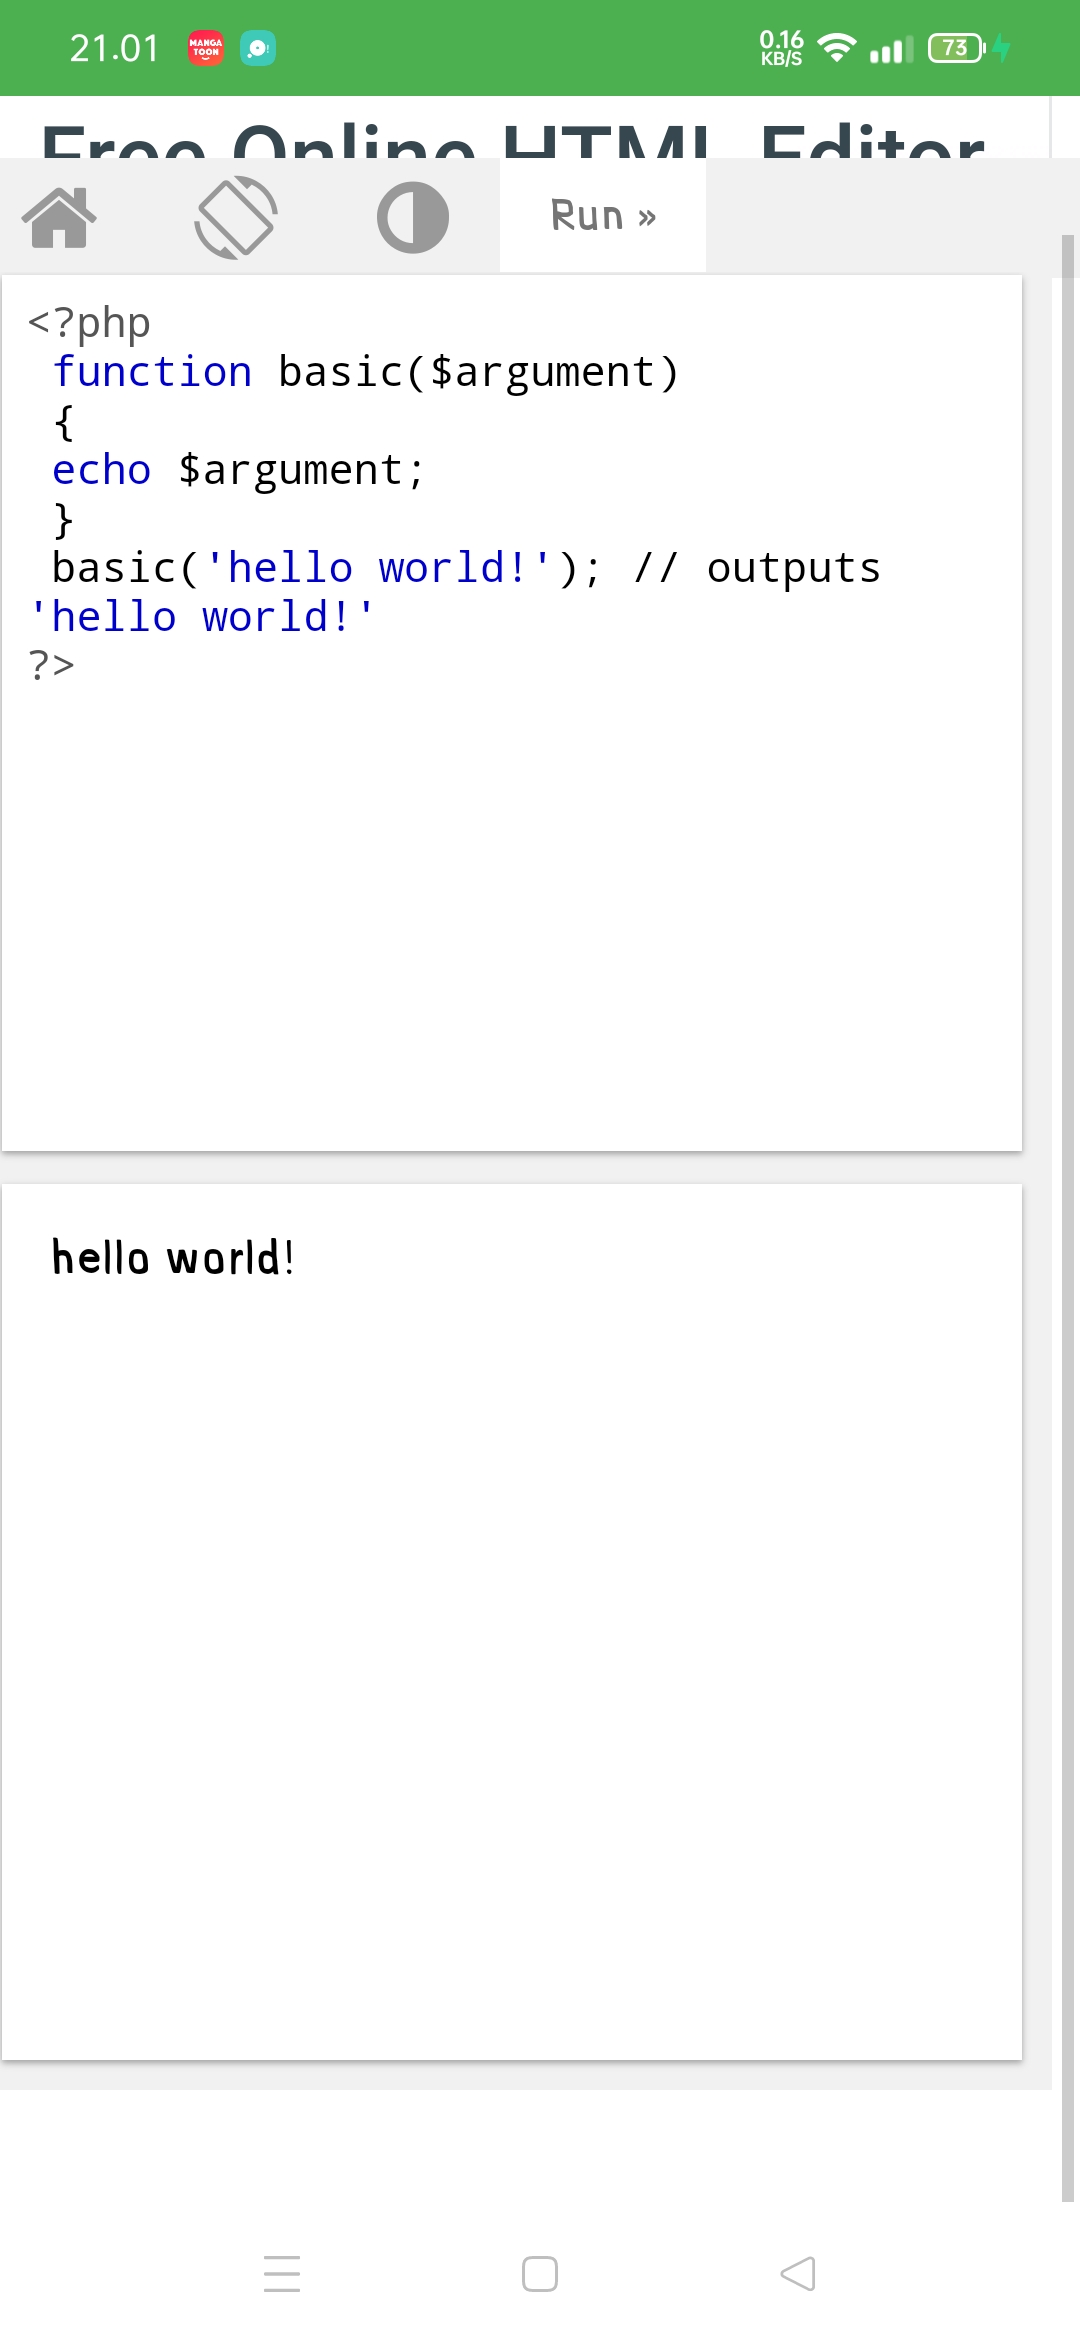 21.01
MANGA
TOON
0.16
KB/S
73
Free Online HTML Editor
Run »
<?php
function basic($argument)
{
echo $argument;
}
basic('hello world!'); // outputs
'hello world!'
?>
hello world!